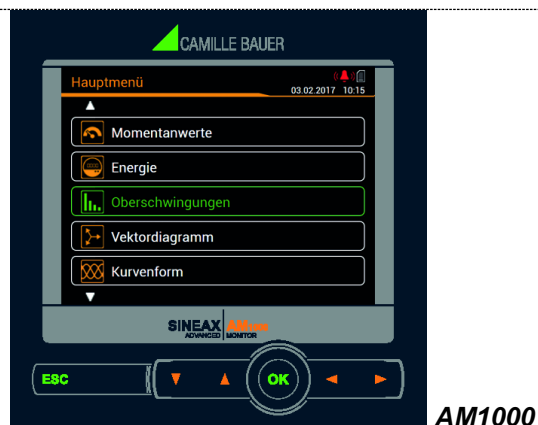 CAMILLE BAUER
Hauptmenü
03.02.2017 10:15
Momentanwerte
Energie
Oberschwingungen
Vektordiagramm
Kurvenform
SINEAX AM1000
ADVANCED MONITOR
ESC
OK
AM1000